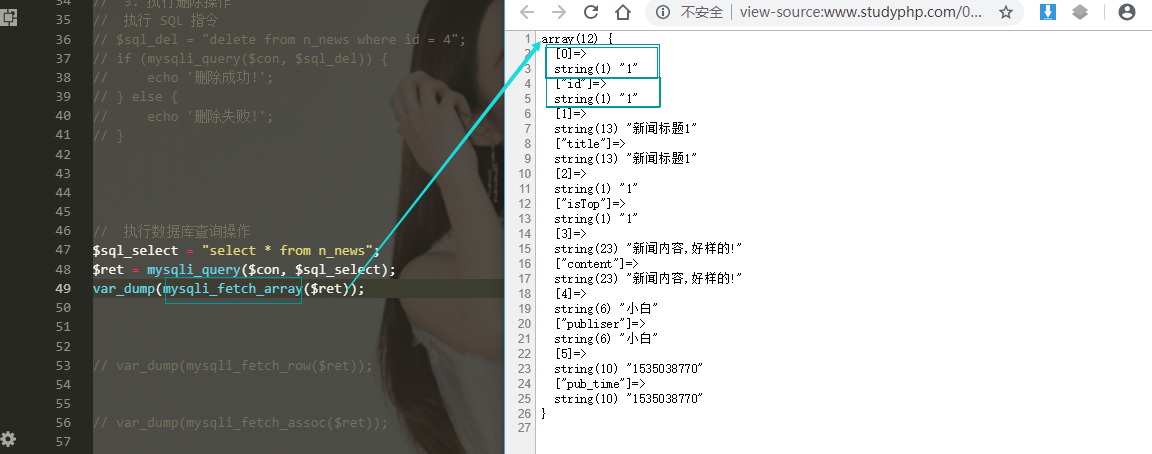 34 // 3. 执行删除操作
35 // 执行 SQL 指令
36 // $sql_del = "delete from n_news where id = 4";
37 // if (mysqli_query($con, $sql_del)) {
38 //     echo '删除成功!';
39 // } else {
40 //     echo '删除失败!';
41 // }
42
43
44
45
46 // 执行数据库查询操作
47 $sql_select = "select * from n_news";
48 $ret = mysqli_query($con, $sql_select);
49 var_dump(mysqli_fetch_array($ret));
50
51
52
53 // var_dump(mysqli_fetch_row($ret));
54
55
56 // var_dump(mysqli_fetch_assoc($ret));
57
不安全 | view-source:www.studyphp.com/0...
1 array(12) {
2 [0]=>
3 string(1) "1"
4 ["id"]=>
5 string(1) "1"
6 [1]=>
7 string(13) "新闻标题1"
8 ["title"]=>
9 string(13) "新闻标题1"
10 [2]=>
11 string(1) "1"
12 ["isTop"]=>
13 string(1) "1"
14 [3]=>
15 string(23) "新闻内容,好样的!"
16 ["content"]=>
17 string(23) "新闻内容,好样的!"
18 [4]=>
19 string(6) "小白"
20 ["publiser"]=>
21 string(6) "小白"
22 [5]=>
23 string(10) "1535038770"
24 ["pub_time"]=>
25 string(10) "1535038770"
26 }
27